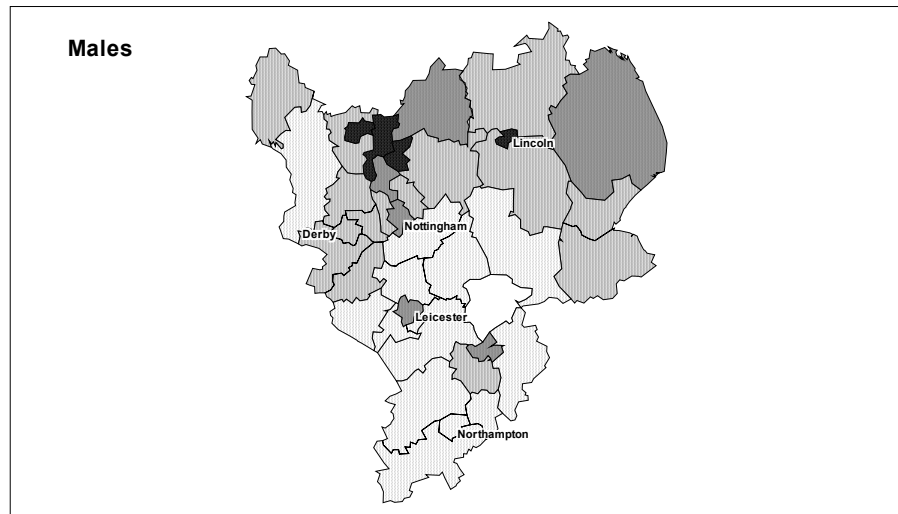 Males
Lincoln
Nottingham
Derby
Leicester
Northampton